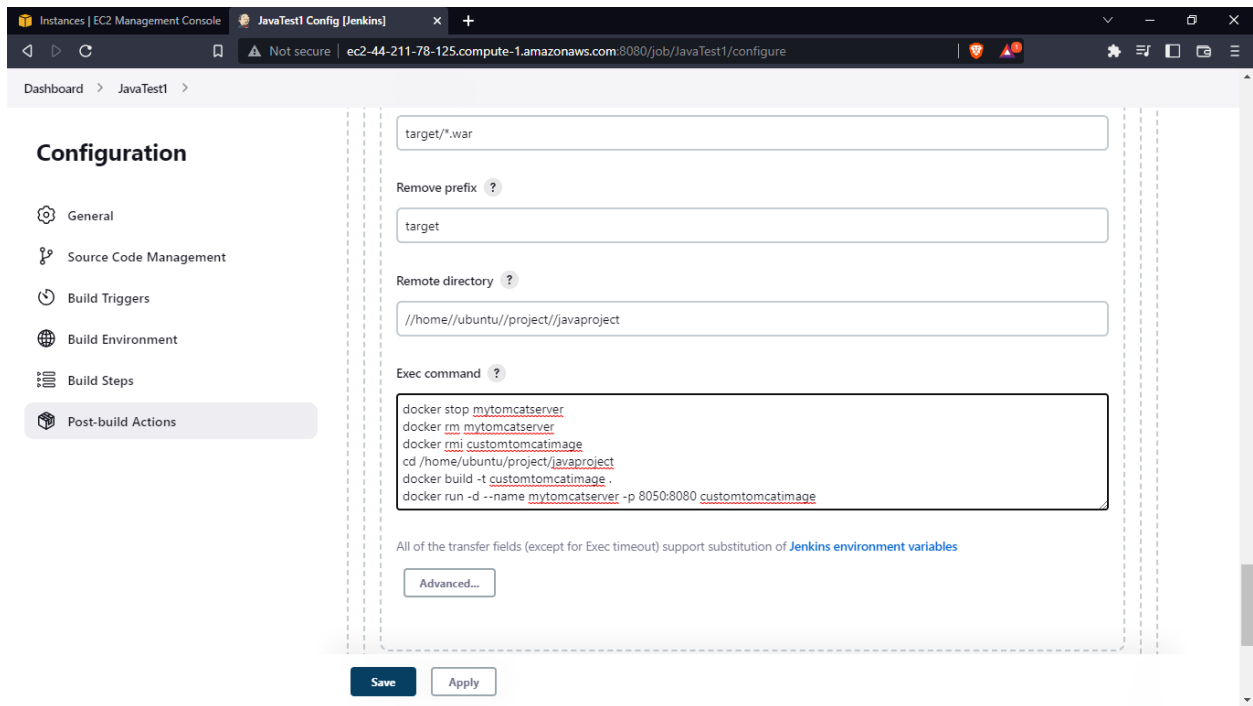 Instances | EC2 Management Console
JavaTest1 Config [Jenkins]
Not secure
ec2-44-211-78-125.compute-1.amazonaws.com:8080/job/JavaTest1/configure
1
Dashboard > JavaTest1 >
Configuration
General
Source Code Management
Build Triggers
Build Environment
Build Steps
Post-build Actions
target/*.war
Remove prefix ?
target
Remote directory ?
//home//ubuntu//project//javaproject
Exec command ?
docker stop mytomcatserver
docker rm mytomcatserver
docker rmi customtomcatimage
cd /home/ubuntu/project/javaproject
docker build -t customtomcatimage .
docker run -d --name mytomcatserver -p 8050:8080 customtomcatimage
All of the transfer fields (except for Exec timeout) support substitution of Jenkins environment variables
Advanced...
Save
Apply